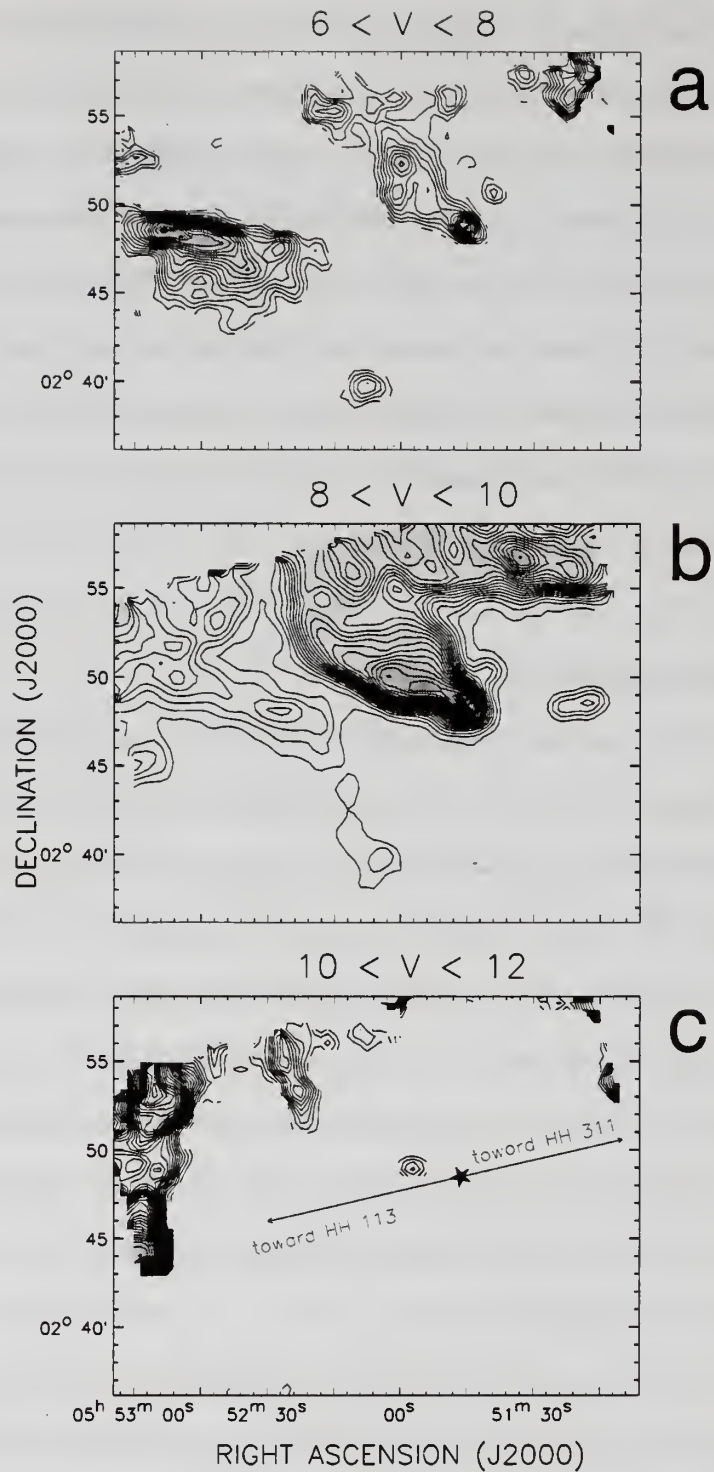 6 < V < 8
a
55
50
45
02° 40'
8 < V < 10
b
55
50
45
02° 40'
DECLINATION (J2000)
10 < V < 12
c
55
50
45
02° 40'
toword HH 311
toword HH 113
05h 53m 00s 52m 30s 00s 51m 30s
RIGHT ASCENSION (J2000)